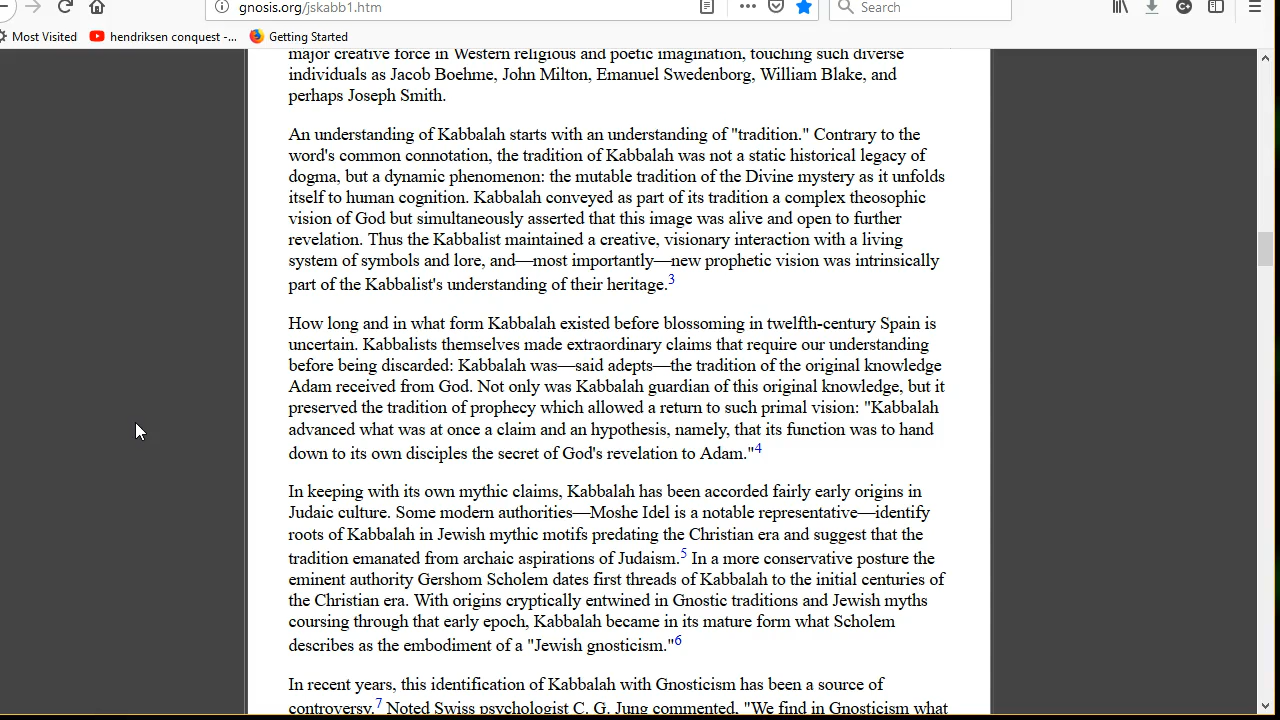 gnosis.org/jskabb1.htm
Search
Most Visited
hendriksen conquest -...
Getting Started
major creative force in Western religious and poetic imagination, touching such diverse
individuals as Jacob Boehme, John Milton, Emanuel Swedenborg, William Blake, and
perhaps Joseph Smith.
An understanding of Kabbalah starts with an understanding of "tradition." Contrary to the
word's common connotation, the tradition of Kabbalah was not a static historical legacy of
dogma, but a dynamic phenomenon: the mutable tradition of the Divine mystery as it unfolds
itself to human cognition. Kabbalah conveyed as part of its tradition a complex theosophic
vision of God but simultaneously asserted that this image was alive and open to further
revelation. Thus the Kabbalist maintained a creative, visionary interaction with a living
system of symbols and lore, and—most importantly—new prophetic vision was intrinsically
part of the Kabbalist's understanding of their heritage.3
How long and in what form Kabbalah existed before blossoming in twelfth-century Spain is
uncertain. Kabbalists themselves made extraordinary claims that require our understanding
before being discarded: Kabbalah was—said adepts—the tradition of the original knowledge
Adam received from God. Not only was Kabbalah guardian of this original knowledge, but it
preserved the tradition of prophecy which allowed a return to such primal vision: "Kabbalah
advanced what was at once a claim and an hypothesis, namely, that its function was to hand
down to its own disciples the secret of God's revelation to Adam."4
In keeping with its own mythic claims, Kabbalah has been accorded fairly early origins in
Judaic culture. Some modern authorities—Moshe Idel is a notable representative—identify
roots of Kabbalah in Jewish mythic motifs predating the Christian era and suggest that the
tradition emanated from archaic aspirations of Judaism.5 In a more conservative posture the
eminent authority Gershom Scholem dates first threads of Kabbalah to the initial centuries of
the Christian era. With origins cryptically entwined in Gnostic traditions and Jewish myths
coursing through that early epoch, Kabbalah became in its mature form what Scholem
describes as the embodiment of a "Jewish gnosticism."6
In recent years, this identification of Kabbalah with Gnosticism has been a source of
controversy.7 Noted Swiss psychologist C. G. Jung commented, "We find in Gnosticism what